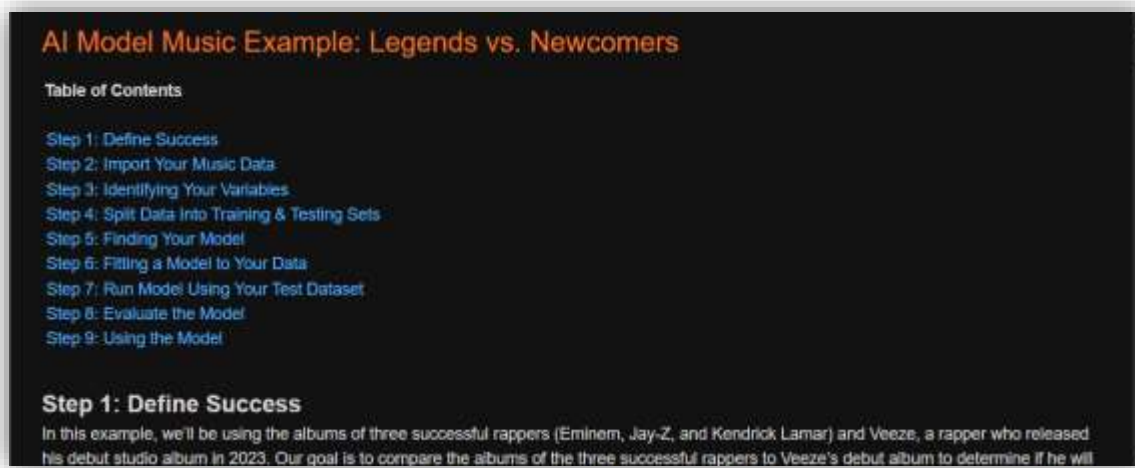 AI Model Music Example: Legends vs. Newcomers
Table of Contents
Step 1: Define Success
Step 2: Import Your Music Data
Step 3: Identifying Your Variables
Step 4: Split Data Into Training & Testing Sets
Step 5: Finding Your Model
Step 6: Fitting a Model to Your Data
Step 7: Run Model Using Your Test Dataset
Step 8: Evaluate the Model
Step 9: Using the Model
Step 1: Define Success
In this example, we'll be using the albums of three successful rappers (Eminem, Jay-Z, and Kendrick Lamar) and Veeze, a rapper who released
his debut studio album in 2023. Our goal is to compare the albums of the three successful rappers to Veeze's debut album to determine if he will